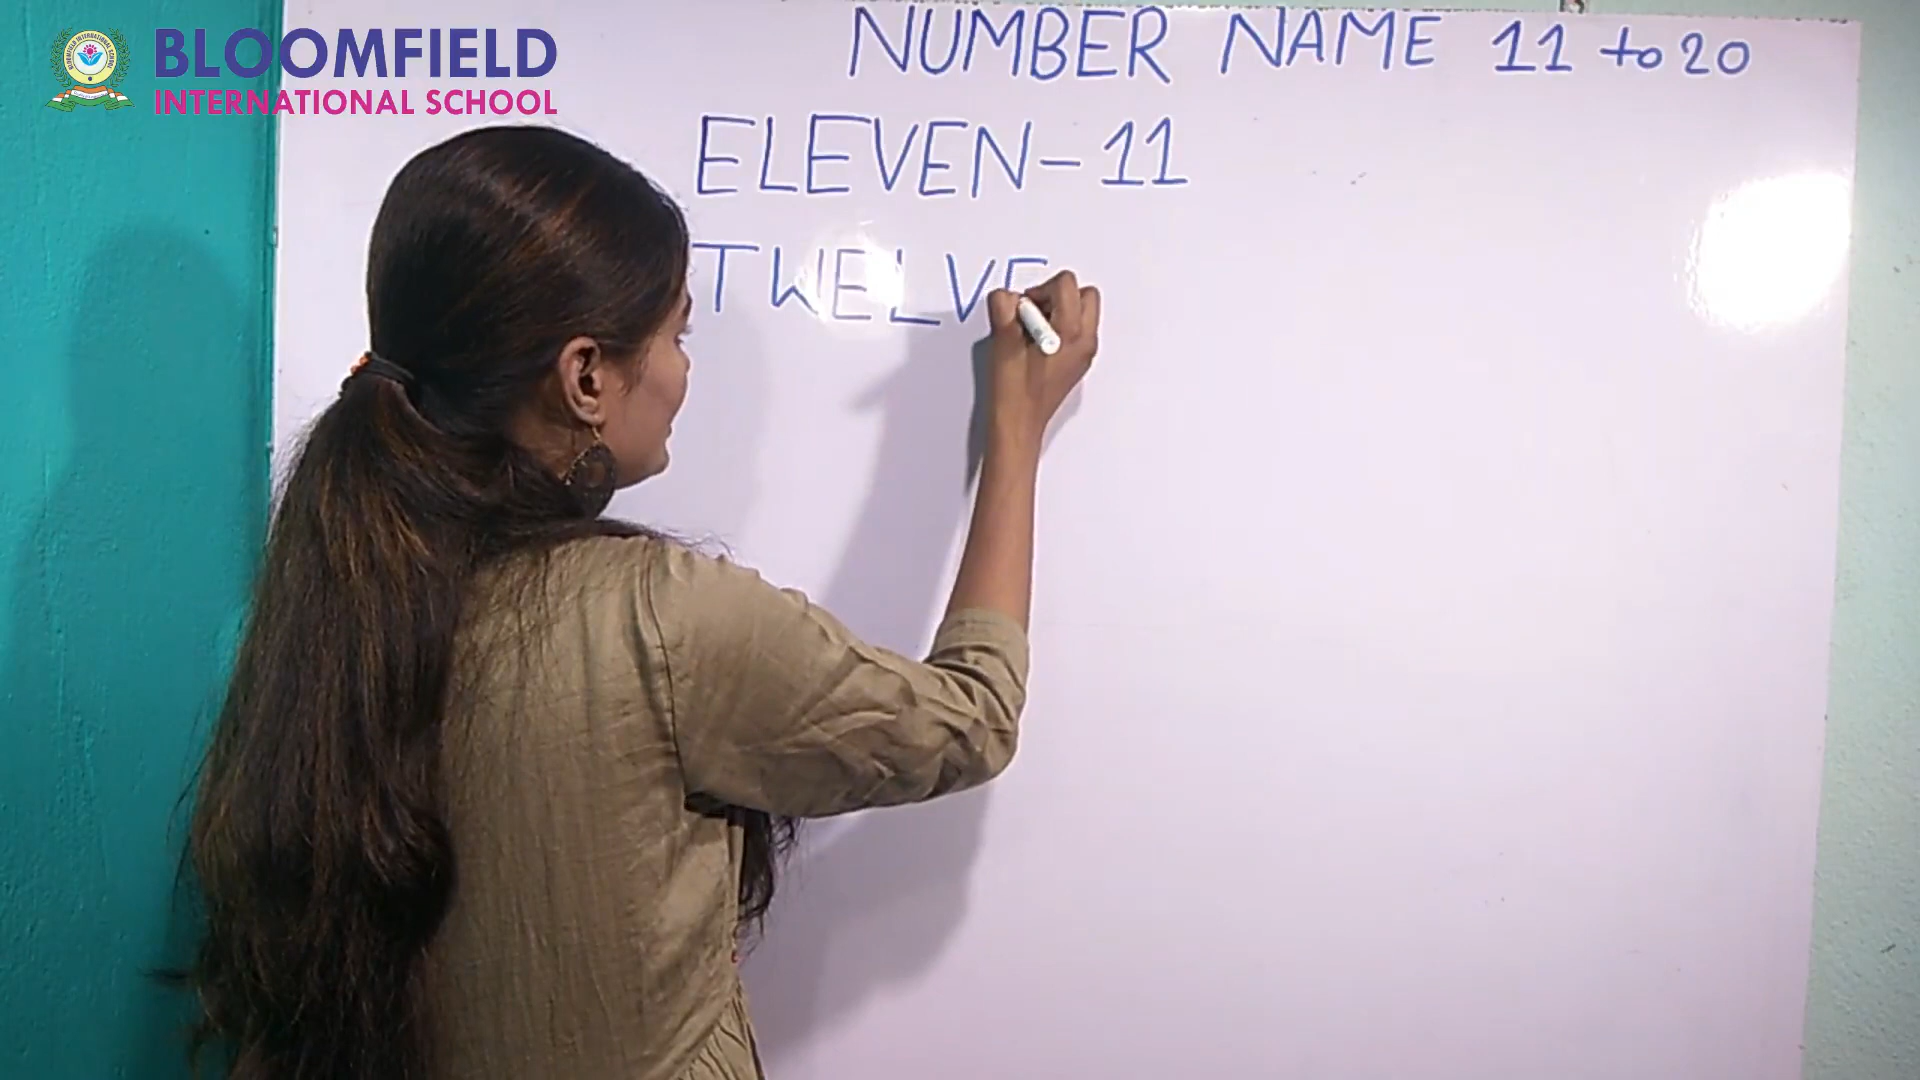 BLOOMFIELD
INTERNATIONAL SCHOOL
NUMBER NAME 11 to 20
ELEVEN-11
TWELVE